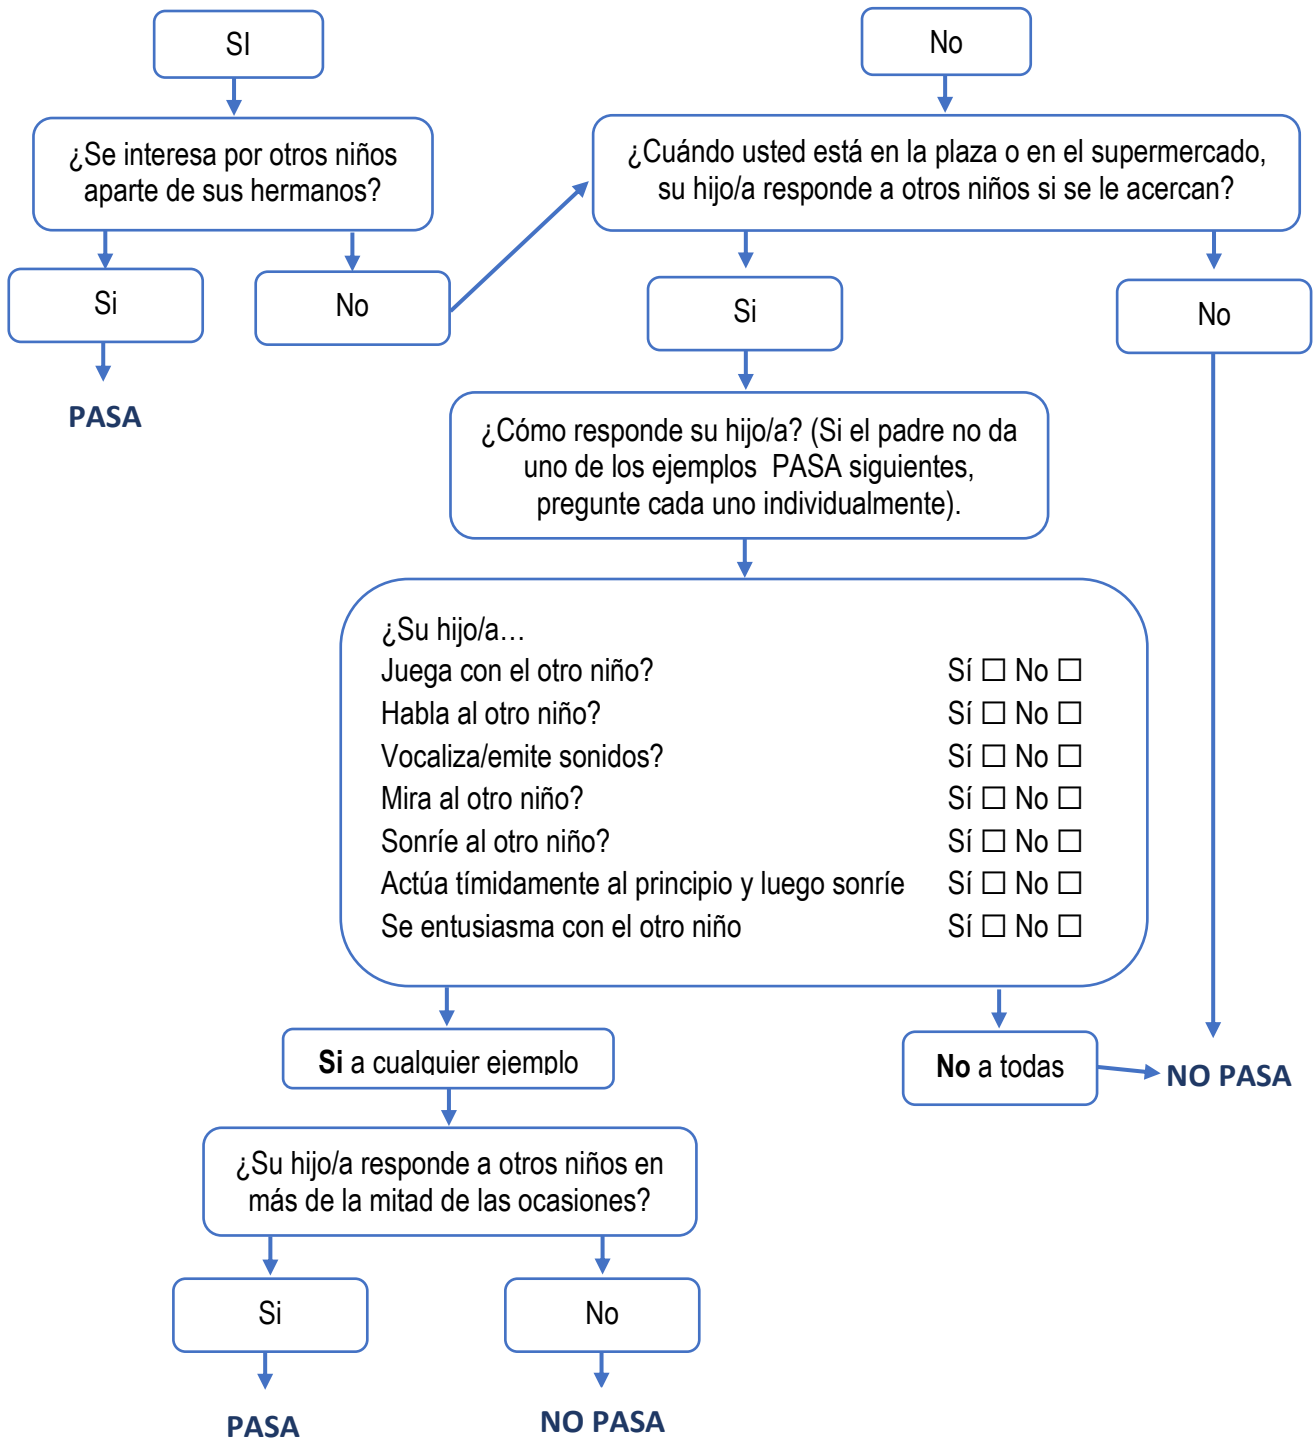 SI
No
¿Se interesa por otros niños
aparte de sus hermanos?
¿Cuándo usted está en la plaza o en el supermercado,
su hijo/a responde a otros niños si se le acercan?
Si
No
Si
No
PASA
¿Cómo responde su hijo/a? (Si el padre no da
uno de los ejemplos PASA siguientes,
pregunte cada uno individualmente).
¿Su hijo/a…
Juega con el otro niño? Sí ☐ No ☐
Habla al otro niño? Sí ☐ No ☐
Vocaliza/emite sonidos? Sí ☐ No ☐
Mira al otro niño? Sí ☐ No ☐
Sonríe al otro niño? Sí ☐ No ☐
Actúa tímidamente al principio y luego sonríe Sí ☐ No ☐
Se entusiasma con el otro niño Sí ☐ No ☐
Si a cualquier ejemplo
No a todas
NO PASA
¿Su hijo/a responde a otros niños en
más de la mitad de las ocasiones?
Si
No
PASA
NO PASA